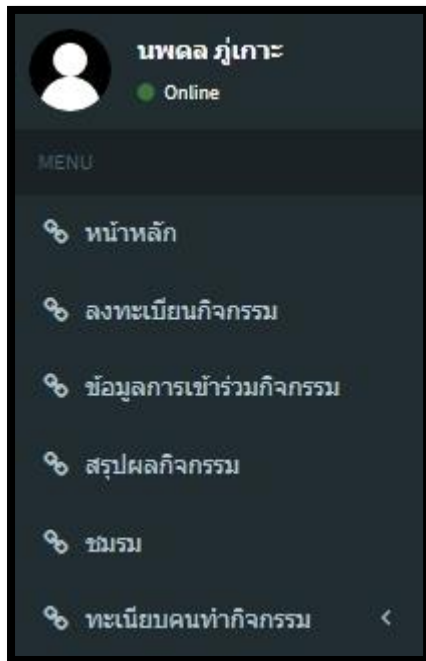 นพดล ภู่เกาะ
Online
MENU
หน้าหลัก
ลงทะเบียนกิจกรรม
ข้อมูลการเข้าร่วมกิจกรรม
สรุปผลกิจกรรม
ชมรม
ทะเนียบคนทำกิจกรรม